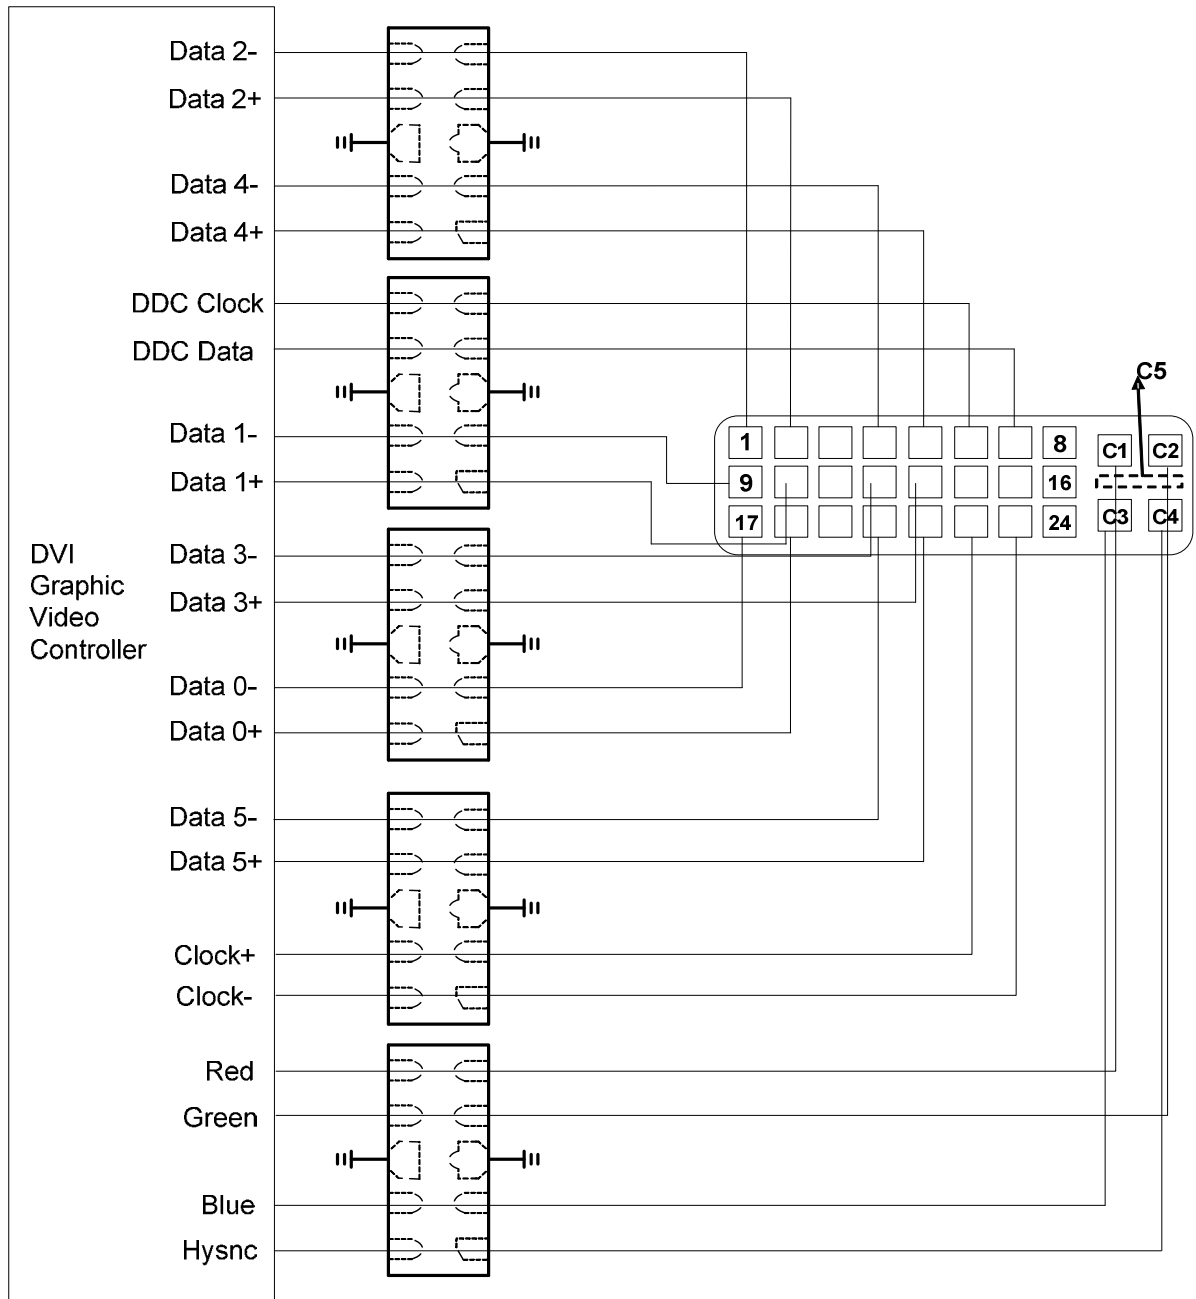 Data 2-
Data 2+
Data 4-
Data 4+
DDC Clock
DDC Data
Data 1-
Data 1+
DVI
Graphic
Video
Controller
Data 3-
Data 3+
Data 0-
Data 0+
Data 5-
Data 5+
Clock+
Clock-
Red
Green
Blue
Hysnc
C5
1
8
C1
C2
9
16
17
24
C3
C4